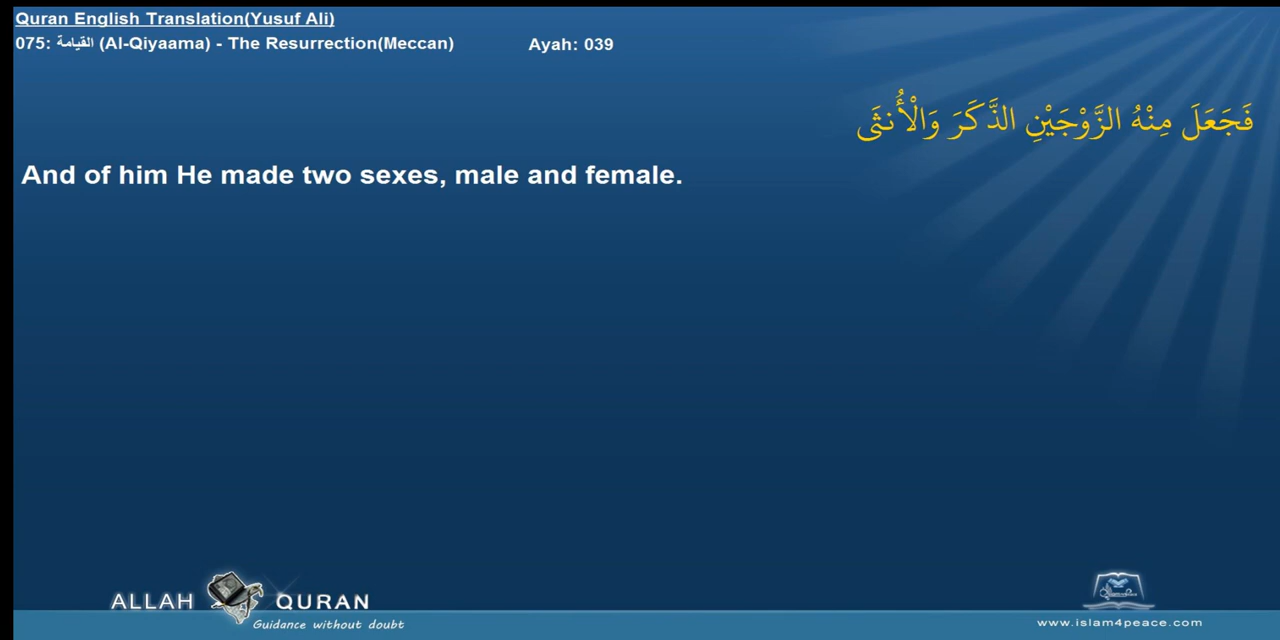 Quran English Translation(Yusuf Ali)
075: القيامة (Al-Qiyaama) - The Resurrection(Meccan) Ayah: 039
فَجَعَلَ مِنْهُ الزَّوْجَيْنِ الذَّكَرَ وَالْأُنثَى
And of him He made two sexes, male and female.
ALLAH QURAN
Guidance without doubt
www.islam4peace.com